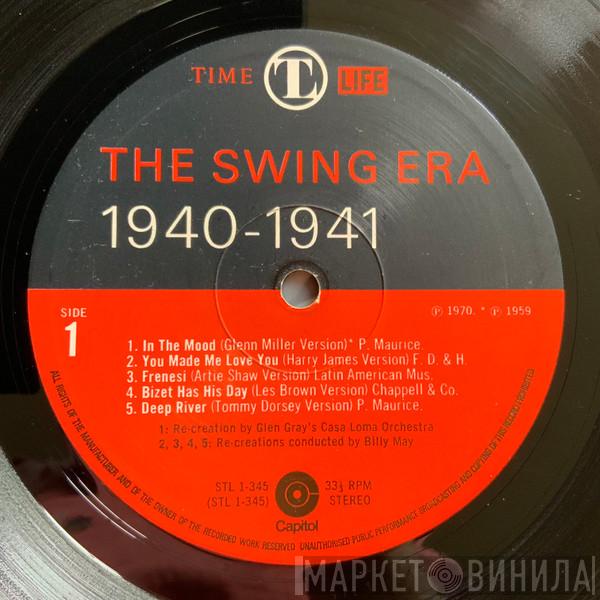 TIME TL LIFE
THE SWING ERA
1940-1941
SIDE
1
℗ 1970. * ℗ 1959
1. In The Mood (Glenn Miller Version)* P. Maurice.
2. You Made Me Love You (Harry James Version) F. D. & H.
3. Frenesi (Artie Shaw Version) Latin American Mus.
4. Bizet Has His Day (Les Brown Version) Chappell & Co.
5. Deep River (Tommy Dorsey Version) P. Maurice.
1: Re-creation by Glen Gray's Casa Loma Orchestra
2, 3, 4, 5: Re-creations conducted by Billy May
STL 1-345
(STL 1-345)
33⅓ RPM
STEREO
Capitol
ALL RIGHTS OF THE MANUFACTURER AND OF THE OWNER OF THE RECORDED WORK RESERVED UNAUTHORISED PUBLIC PERFORMANCE BROADCASTING AND COPYING OF THIS RECORD PROHIBITED
МАРКЕТ ВИНИЛА